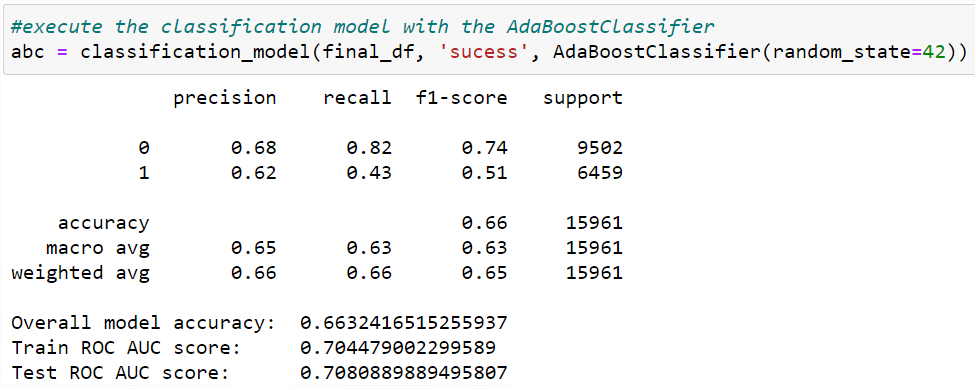 #execute the classification model with the AdaBoostClassifier
abc = classification_model(final_df, 'sucess', AdaBoostClassifier(random_state=42))
precision recall f1-score support
0 0.68 0.82 0.74 9502
1 0.62 0.43 0.51 6459
accuracy 0.66 15961
macro avg 0.65 0.63 0.63 15961
weighted avg 0.66 0.66 0.65 15961
Overall model accuracy: 0.6632416515255937
Train ROC AUC score: 0.704479002299589
Test ROC AUC score: 0.7080889889495807